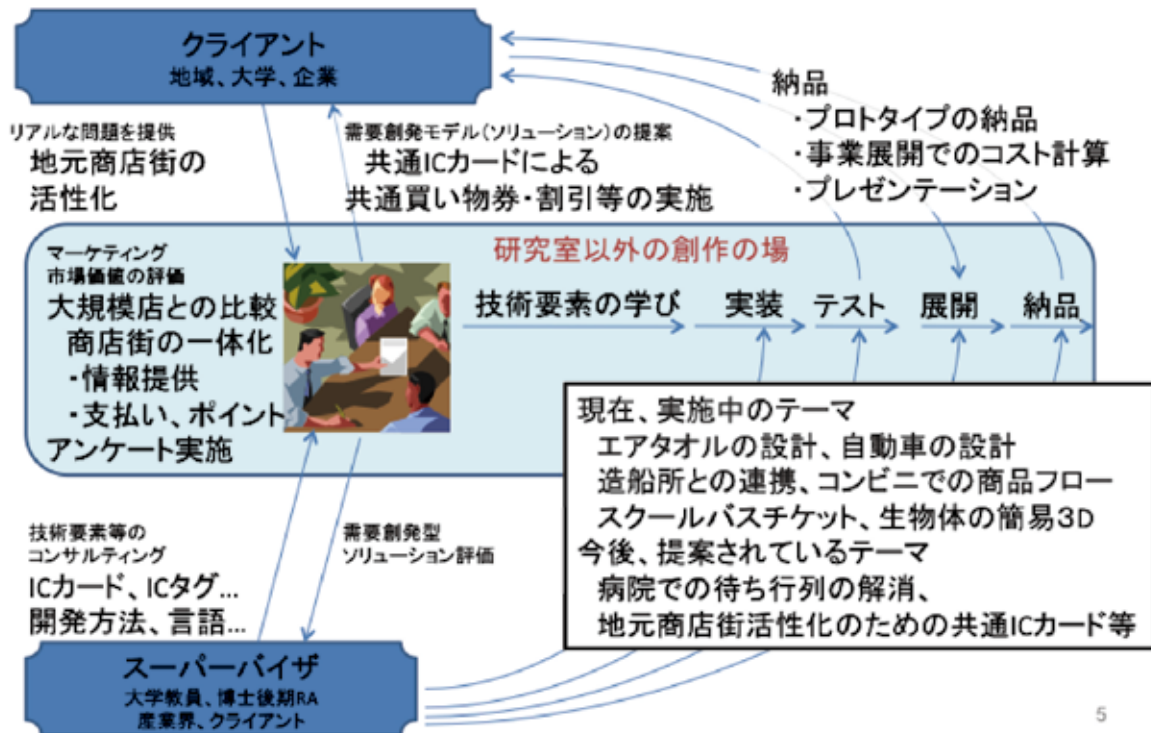 クライアント
地域、大学、企業
リアルな問題を提供
地元商店街の
活性化
需要創発モデル(ソリューション)の提案
共通ICカードによる
共通買い物券・割引等の実施
納品
・プロトタイプの納品
・事業展開でのコスト計算
・プレゼンテーション
マーケティング
市場価値の評価
大規模店との比較
商店街の一体化
・情報提供
・支払い、ポイント
アンケート実施
研究室以外の創作の場
技術要素の学び
実装
テスト
展開
納品
現在、実施中のテーマ
エアタオルの設計、自動車の設計
造船所との連携、コンビニでの商品フロー
スクールバスチケット、生物体の簡易3D
今後、提案されているテーマ
病院での待ち行列の解消、
地元商店街活性化のための共通ICカード等
技術要素等の
コンサルティング
ICカード、ICタグ…
開発方法、言語…
需要創発型
ソリューション評価
スーパーバイザ
大学教員、博士後期RA
産業界、クライアント
5